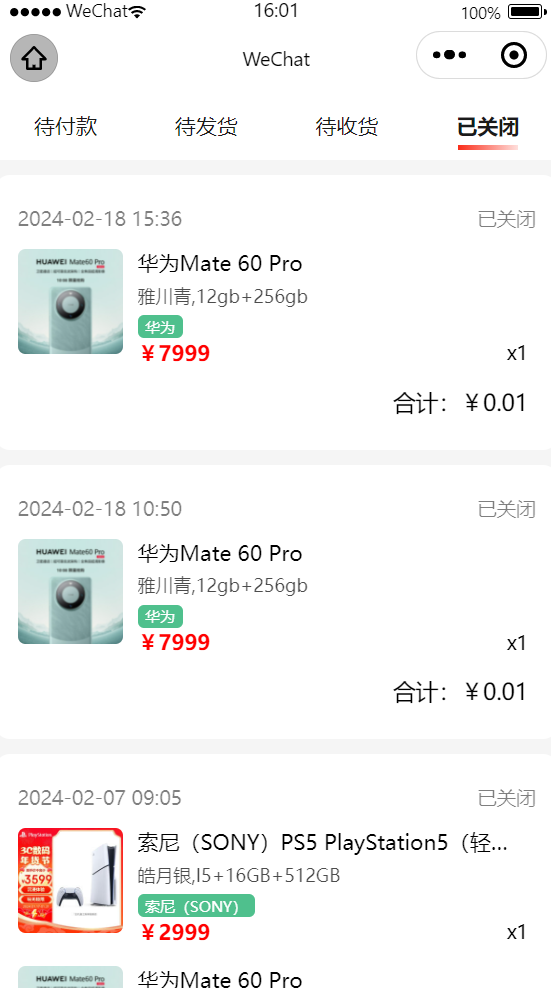 WeChat 16:01 100%
WeChat
待付款 待发货 待收货 已关闭
2024-02-18 15:36 已关闭
HUAWEI Mate60 Pro
华为Mate 60 Pro
雅川青,12gb+256gb
华为
￥7999 x1
合计：￥0.01
2024-02-18 10:50 已关闭
HUAWEI Mate60 Pro
华为Mate 60 Pro
雅川青,12gb+256gb
华为
￥7999 x1
合计：￥0.01
2024-02-07 09:05 已关闭
PlayStation
3C数码
年货节
3599
索尼（SONY）PS5 PlayStation5（轻...
皓月银,I5+16GB+512GB
索尼（SONY）
￥2999 x1
HUAWEI Mate60 Pro
华为Mate 60 Pro